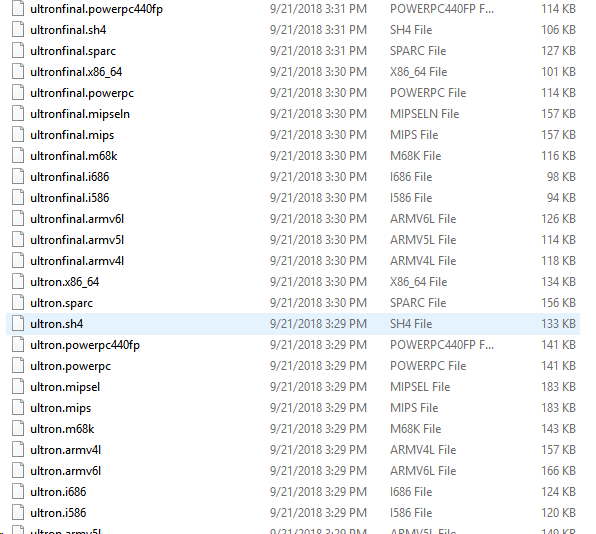 ultronfinal.powerpc440fp 9/21/2018 3:31 PM POWERPC440FP F... 114 KB
ultronfinal.sh4 9/21/2018 3:31 PM SH4 File 106 KB
ultronfinal.sparc 9/21/2018 3:31 PM SPARC File 127 KB
ultronfinal.x86_64 9/21/2018 3:30 PM X86_64 File 101 KB
ultronfinal.powerpc 9/21/2018 3:30 PM POWERPC File 114 KB
ultronfinal.mipseln 9/21/2018 3:30 PM MIPSELN File 157 KB
ultronfinal.mips 9/21/2018 3:30 PM MIPS File 157 KB
ultronfinal.m68k 9/21/2018 3:30 PM M68K File 116 KB
ultronfinal.i686 9/21/2018 3:30 PM I686 File 98 KB
ultronfinal.i586 9/21/2018 3:30 PM I586 File 94 KB
ultronfinal.armv6l 9/21/2018 3:30 PM ARMV6L File 126 KB
ultronfinal.armv5l 9/21/2018 3:30 PM ARMV5L File 114 KB
ultronfinal.armv4l 9/21/2018 3:30 PM ARMV4L File 118 KB
ultron.x86_64 9/21/2018 3:29 PM X86_64 File 134 KB
ultron.sparc 9/21/2018 3:29 PM SPARC File 156 KB
ultron.sh4 9/21/2018 3:29 PM SH4 File 133 KB
ultron.powerpc440fp 9/21/2018 3:29 PM POWERPC440FP F... 141 KB
ultron.powerpc 9/21/2018 3:29 PM POWERPC File 141 KB
ultron.mipsel 9/21/2018 3:29 PM MIPSEL File 183 KB
ultron.mips 9/21/2018 3:29 PM MIPS File 183 KB
ultron.m68k 9/21/2018 3:29 PM M68K File 143 KB
ultron.armv4l 9/21/2018 3:29 PM ARMV4L File 157 KB
ultron.armv6l 9/21/2018 3:29 PM ARMV6L File 166 KB
ultron.i686 9/21/2018 3:29 PM I686 File 124 KB
ultron.i586 9/21/2018 3:29 PM I586 File 120 KB
ultron.armv5l 9/21/2018 3:29 PM ARMV5L File 149 KB